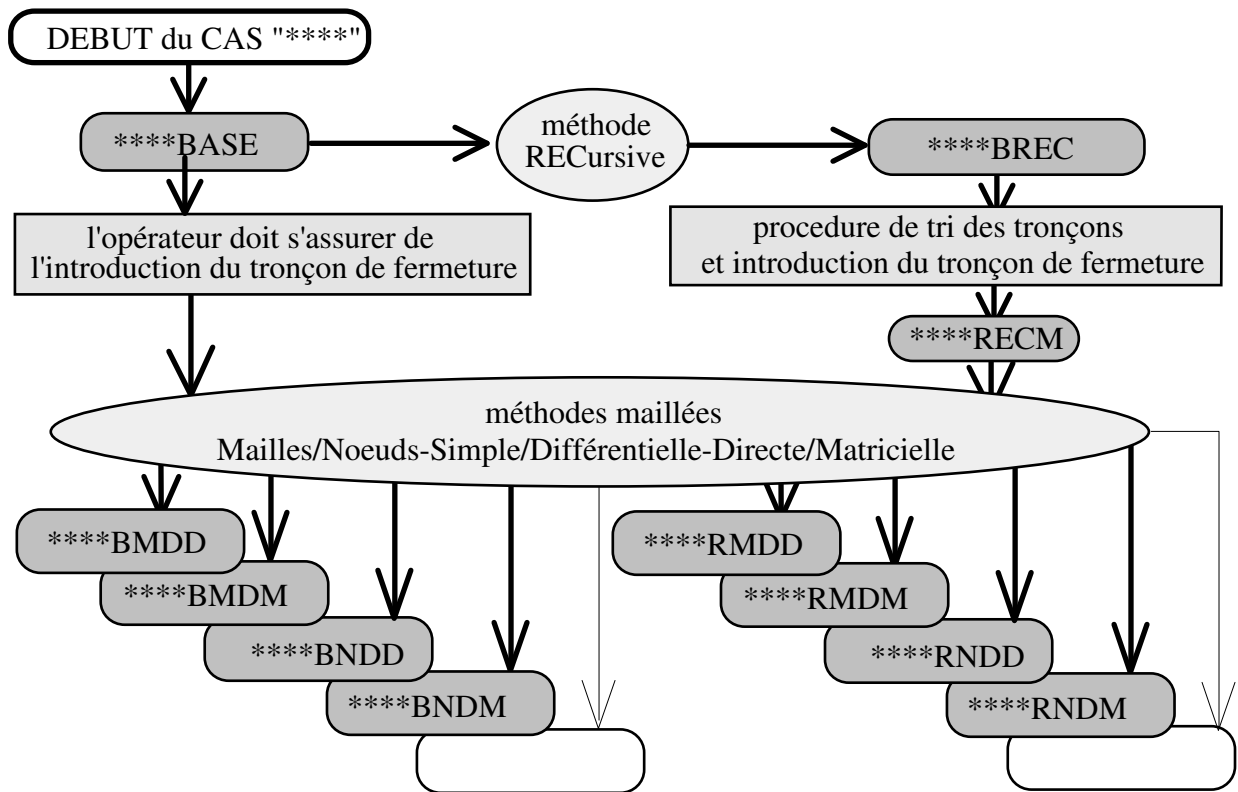 DEBUT du CAS "****"
****BASE
méthode
RECursive
****BREC
l'opérateur doit s'assurer de
l'introduction du tronçon de fermeture
procedure de tri des tronçons
et introduction du tronçon de fermeture
****RECM
méthodes maillées
Mailles/Noeuds-Simple/Différentielle-Directe/Matricielle
****BMDD
****BMDM
****BNDD
****BNDM
****RMDD
****RMDM
****RNDD
****RNDM